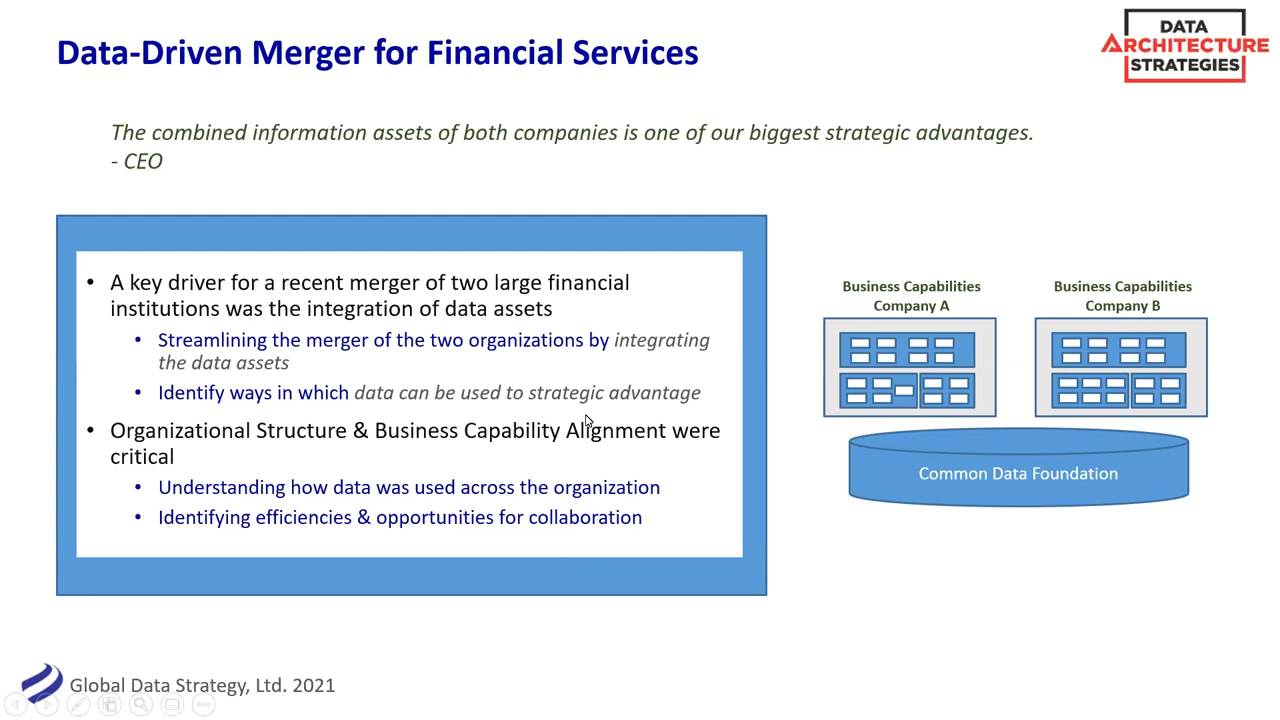 Data-Driven Merger for Financial Services
DATA
ARCHITECTURE
STRATEGIES
The combined information assets of both companies is one of our biggest strategic advantages.
- CEO
• A key driver for a recent merger of two large financial
institutions was the integration of data assets
• Streamlining the merger of the two organizations by integrating
the data assets
• Identify ways in which data can be used to strategic advantage
• Organizational Structure & Business Capability Alignment were
critical
• Understanding how data was used across the organization
• Identifying efficiencies & opportunities for collaboration
Business Capabilities
Company A
Business Capabilities
Company B
Common Data Foundation
Global Data Strategy, Ltd. 2021